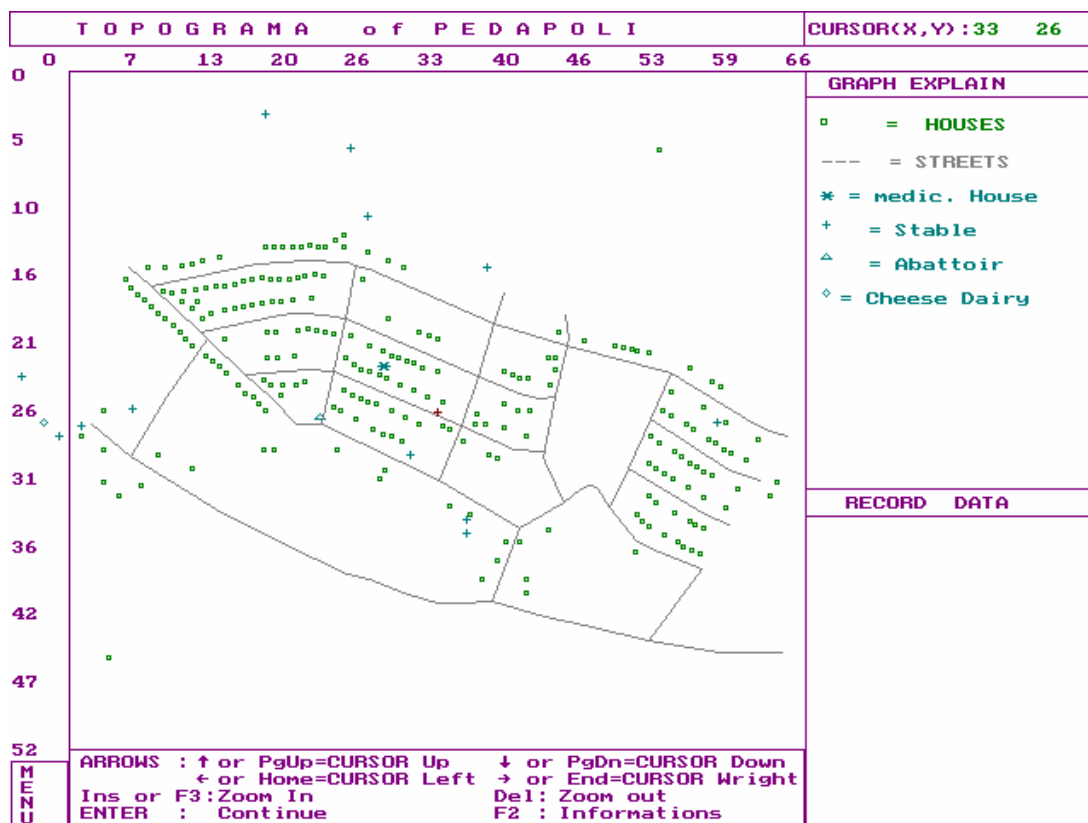 TOPOGRAMA of PEDAPOLI
CURSOR(X,Y):33 26
0 7 13 20 26 33 40 46 53 59 66
0
5
10
16
21
26
31
36
42
47
52
GRAPH EXPLAIN
= HOUSES
--- = STREETS
= medic. House
+ = Stable
= Abattoir
= Cheese Dairy
RECORD DATA
MENU
ARROWS : ↑ or PgUp=CURSOR Up ↓ or PgDn=CURSOR Down
← or Home=CURSOR Left → or End=CURSOR Wright
Ins or F3:Zoom In Del: Zoom out
ENTER : Continue F2 : Informations